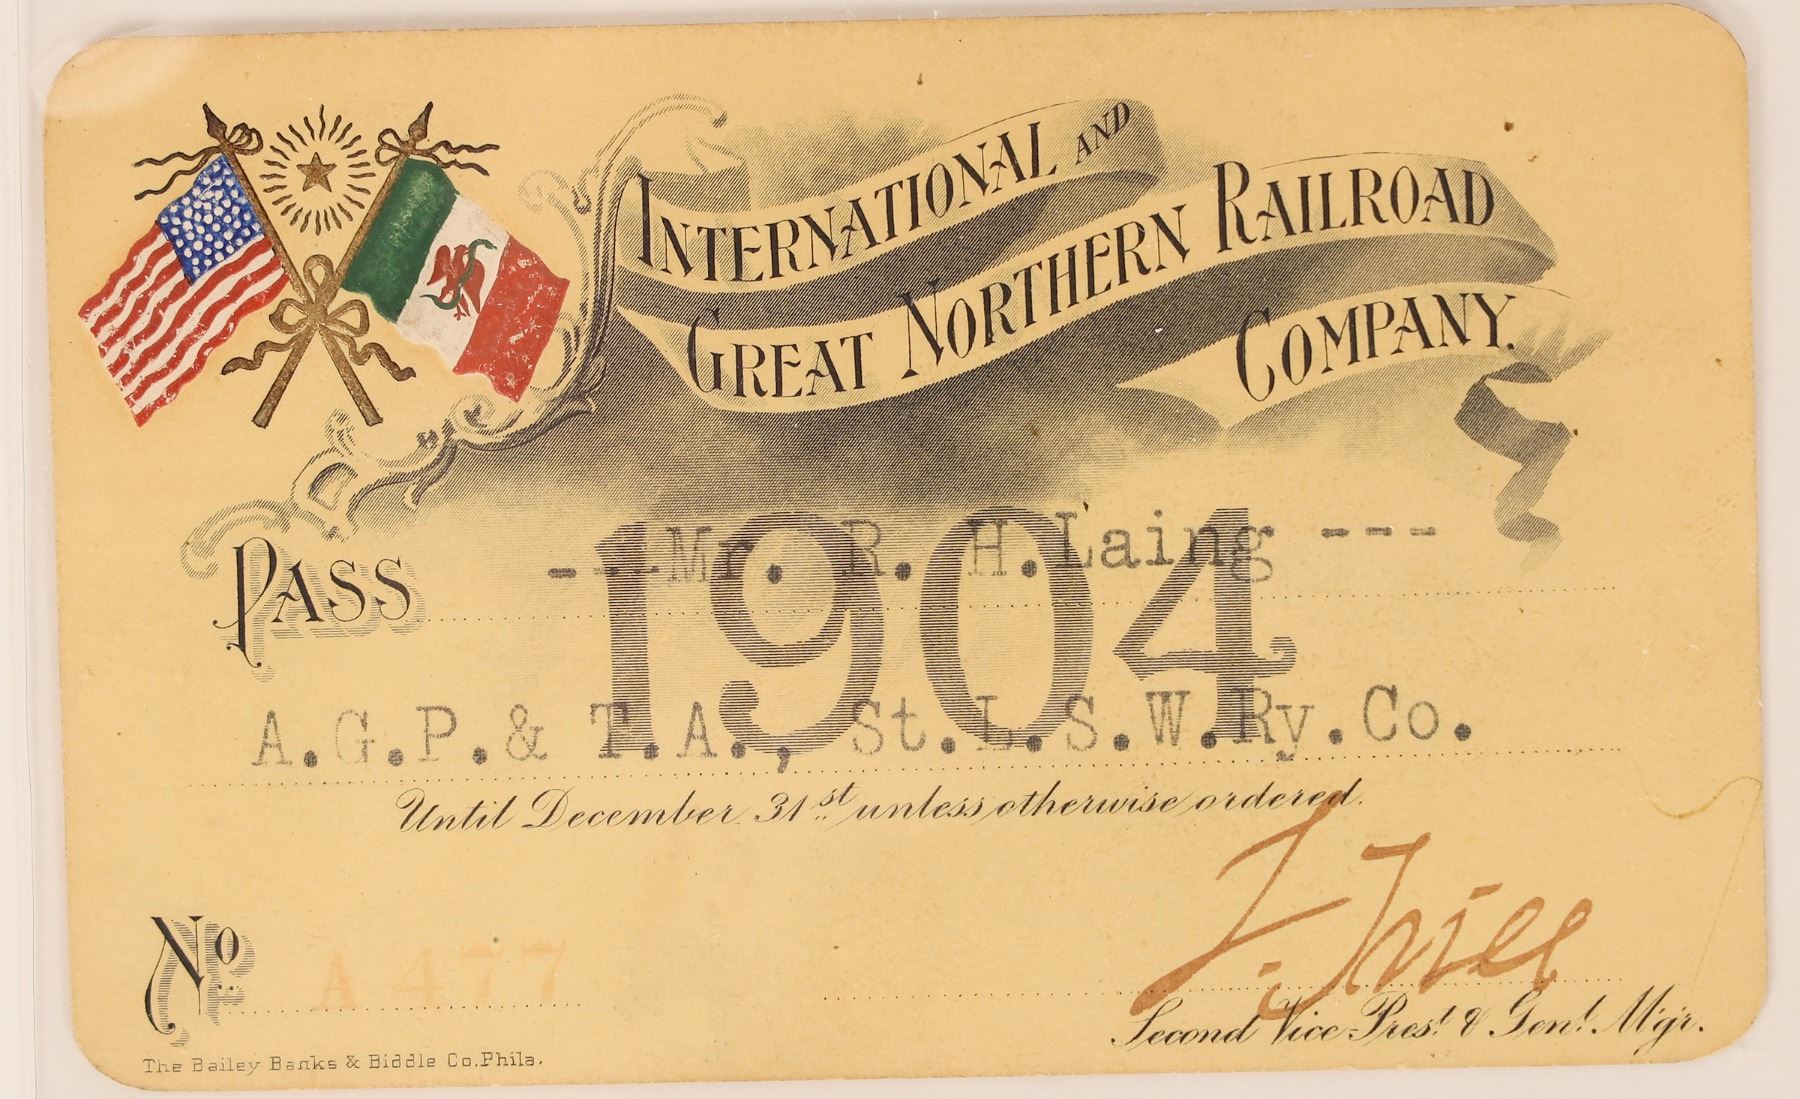 INTERNATIONAL AND
GREAT NORTHERN RAILROAD
COMPANY.
1904
PASS ---Mr. R. H.Laing ---
A.G.P.& T.A., St.L.S.W.Ry.Co.
Until December 31st unless otherwise ordered.
No. A 477
Second Vice-Prest. & Genl. Mgr.
The Bailey Banks & Biddle Co.Phila.